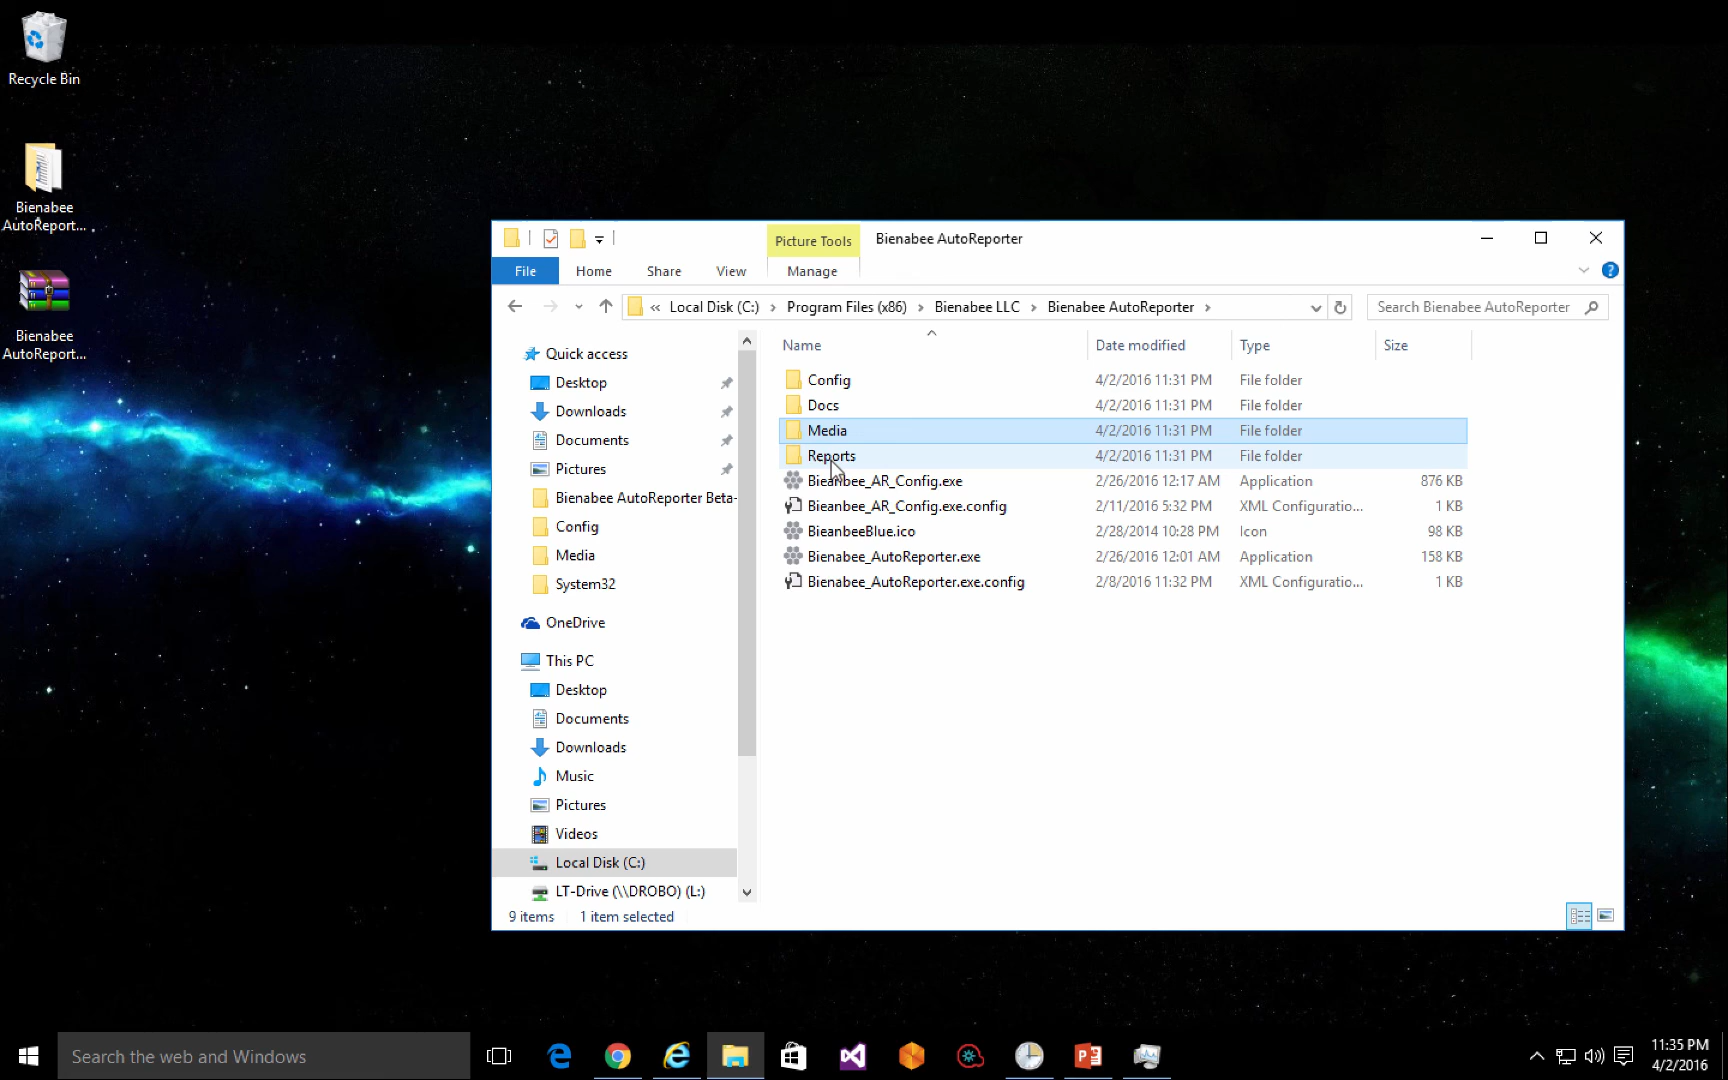 Recycle Bin
Bienabee
AutoReport...
Bienabee
AutoReport...
Picture Tools
Bienabee AutoReporter
File
Home
Share
View
Manage
« Local Disk (C:) › Program Files (x86) › Bienabee LLC › Bienabee AutoReporter ›
Search Bienabee AutoReporter
Quick access
Desktop
Downloads
Documents
Pictures
Bienabee AutoReporter Beta-
Config
Media
System32
OneDrive
This PC
Desktop
Documents
Downloads
Music
Pictures
Videos
Local Disk (C:)
LT-Drive (\\DROBO) (L:)
Name Date modified Type Size
Config 4/2/2016 11:31 PM File folder
Docs 4/2/2016 11:31 PM File folder
Media 4/2/2016 11:31 PM File folder
Reports 4/2/2016 11:31 PM File folder
Bieanbee_AR_Config.exe 2/26/2016 12:17 AM Application 876 KB
Bieanbee_AR_Config.exe.config 2/11/2016 5:32 PM XML Configuratio... 1 KB
BieanbeeBlue.ico 2/28/2014 10:28 PM Icon 98 KB
Bienabee_AutoReporter.exe 2/26/2016 12:01 AM Application 158 KB
Bienabee_AutoReporter.exe.config 2/8/2016 11:32 PM XML Configuratio... 1 KB
9 items 1 item selected
Search the web and Windows
11:35 PM
4/2/2016